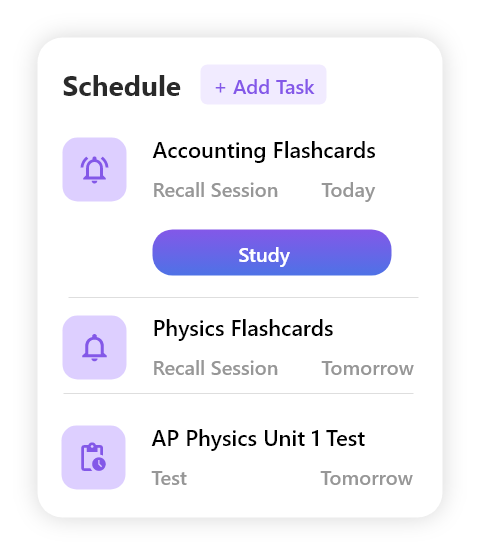 Schedule + Add Task
Accounting Flashcards
Recall Session Today
Study
Physics Flashcards
Recall Session Tomorrow
AP Physics Unit 1 Test
Test Tomorrow